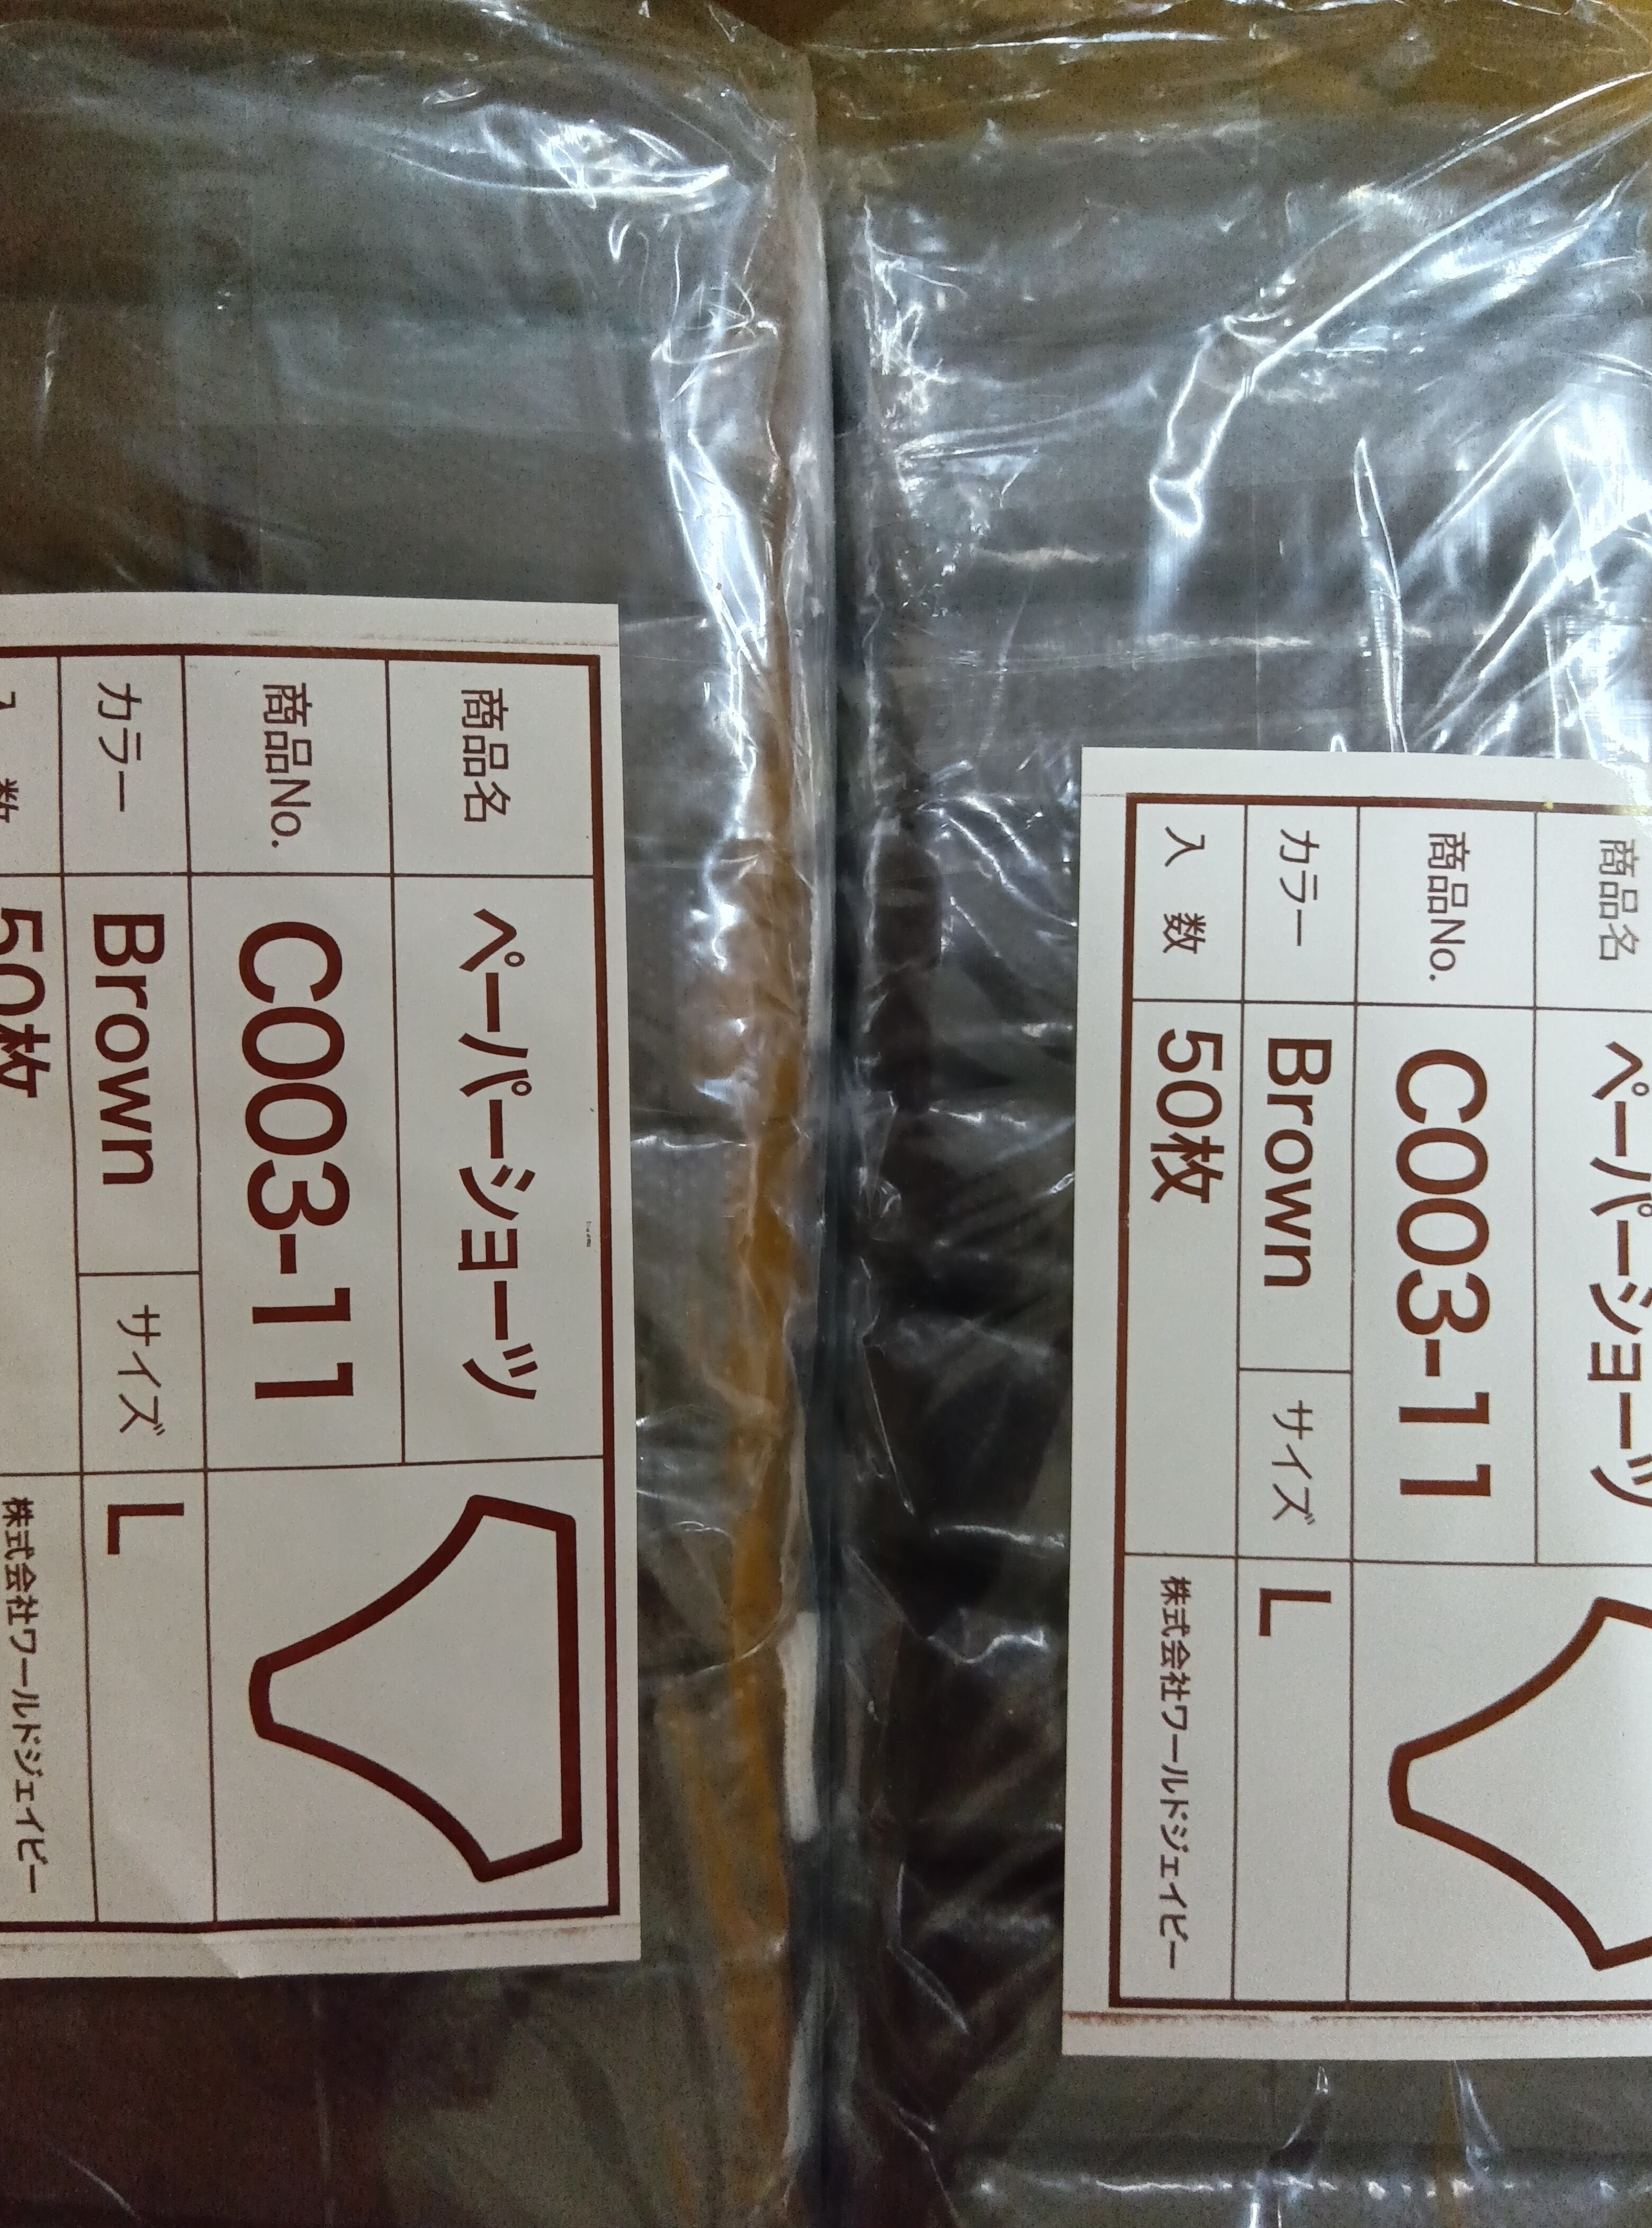 商品名 ペーパーショーツ
商品No. C003-11
カラー Brown サイズ L
入 数 50枚
株式会社ワールドジェイビー
商品名 ペーパーショーツ
商品No. C003-11
カラー Brown サイズ L
入 数 50枚
株式会社ワールドジェイビー